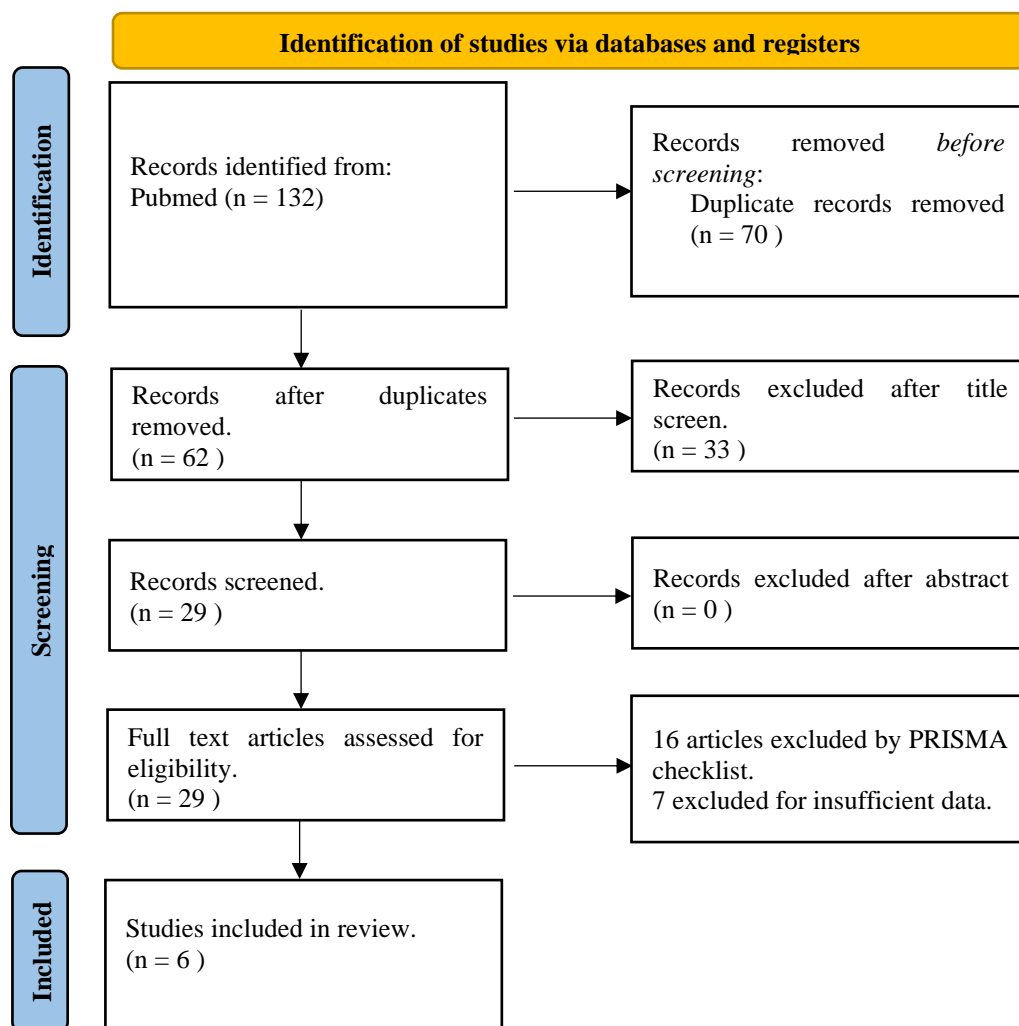 Identification of studies via databases and registers
Identification
Records identified from:
Pubmed (n = 132)
Records removed before
screening:
Duplicate records removed
(n = 70 )
Screening
Records after duplicates
removed.
(n = 62 )
Records excluded after title
screen.
(n = 33 )
Records screened.
(n = 29 )
Records excluded after abstract
(n = 0 )
Full text articles assessed for
eligibility.
(n = 29 )
16 articles excluded by PRISMA
checklist.
7 excluded for insufficient data.
Included
Studies included in review.
(n = 6 )